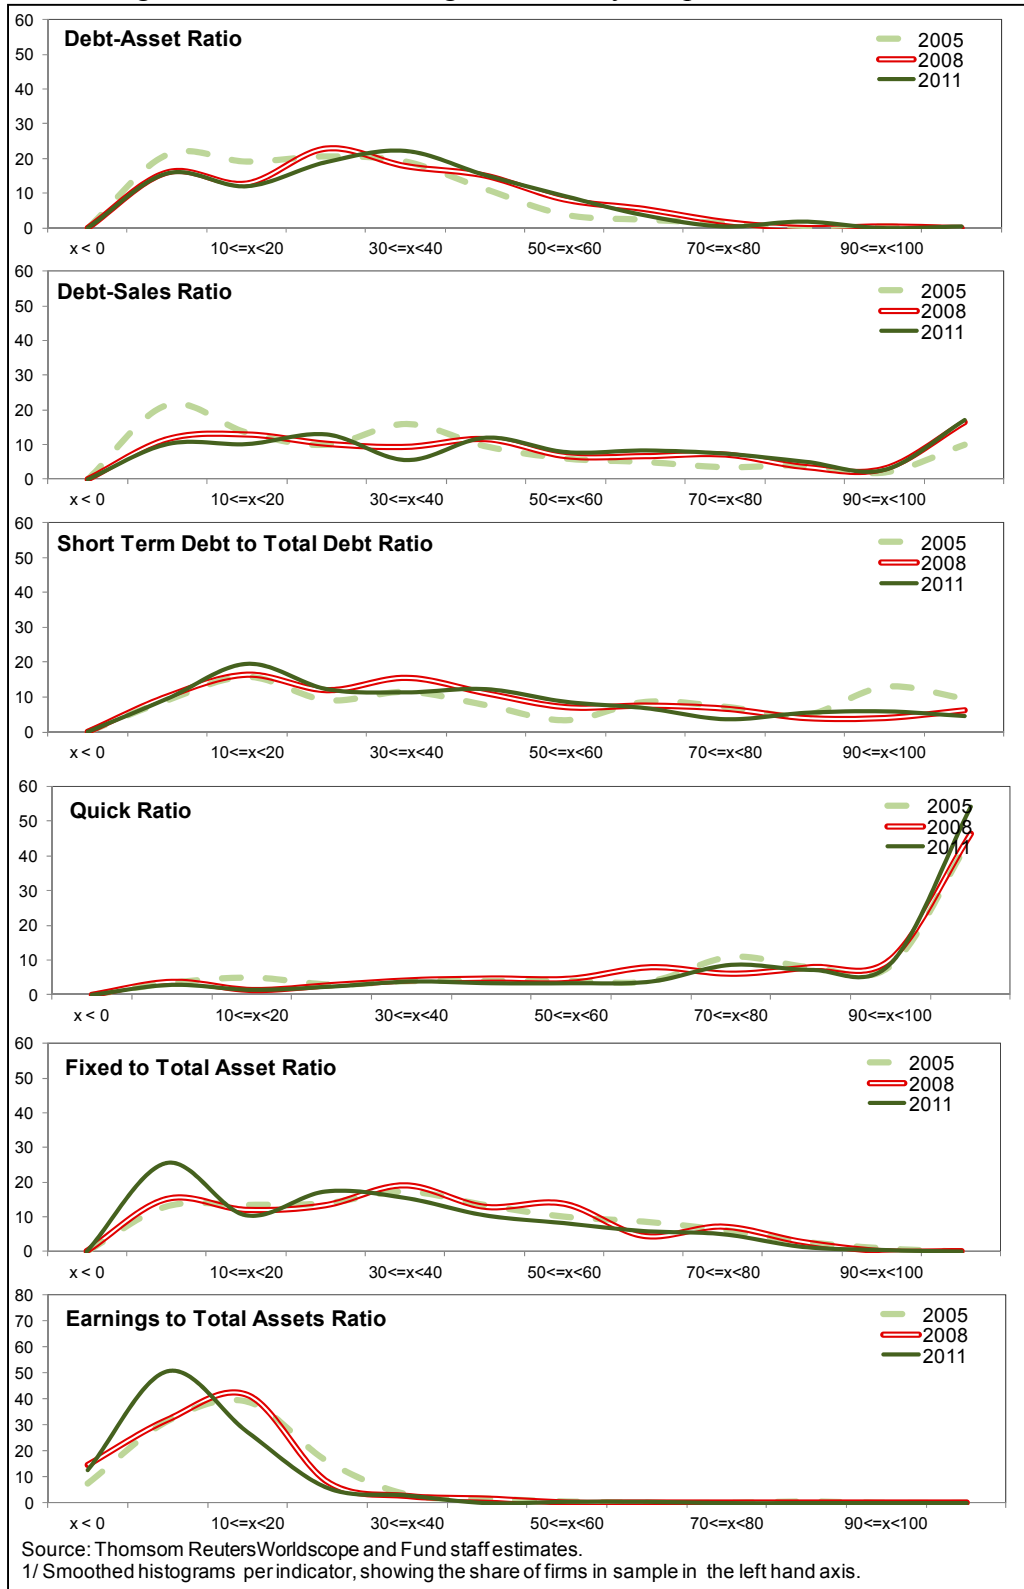 60
Debt-Asset Ratio
2005
50
2008
2011
40
30
20
10
0
x < 0
10<=x<20
30<=x<40
50<=x<60
70<=x<80
90<=x<100
60
Debt-Sales Ratio
2005
50
2008
2011
40
30
20
10
0
x < 0
10<=x<20
30<=x<40
50<=x<60
70<=x<80
90<=x<100
60
Short Term Debt to Total Debt Ratio
2005
50
2008
2011
40
30
20
10
0
x < 0
10<=x<20
30<=x<40
50<=x<60
70<=x<80
90<=x<100
60
Quick Ratio
2005
50
2008
2011
40
30
20
10
0
x < 0
10<=x<20
30<=x<40
50<=x<60
70<=x<80
90<=x<100
60
Fixed to Total Asset Ratio
2005
50
2008
2011
40
30
20
10
0
x < 0
10<=x<20
30<=x<40
50<=x<60
70<=x<80
90<=x<100
80
Earnings to Total Assets Ratio
2005
70
2008
60
2011
50
40
30
20
10
0
x < 0
10<=x<20
30<=x<40
50<=x<60
70<=x<80
90<=x<100
Source: Thomsom Reuters Worldscope and Fund staff estimates.
1/ Smoothed histograms per indicator, showing the share of firms in sample in the left hand axis.